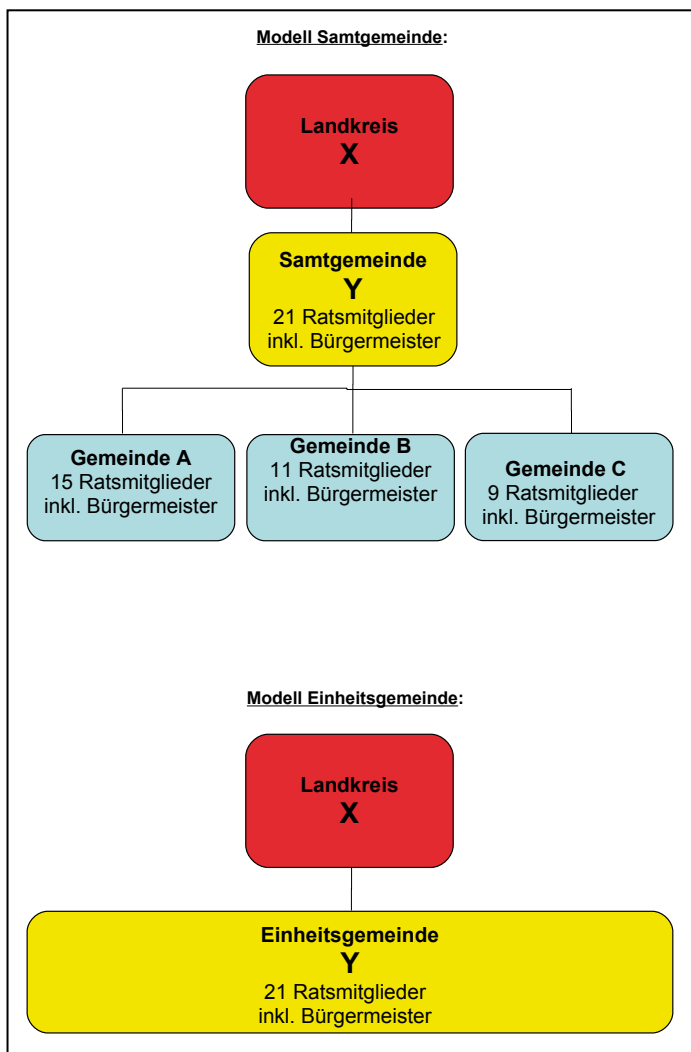 Modell Samtgemeinde:
Landkreis
X
Samtgemeinde
Y
21 Ratsmitglieder
inkl. Bürgermeister
Gemeinde A
15 Ratsmitglieder
inkl. Bürgermeister
Gemeinde B
11 Ratsmitglieder
inkl. Bürgermeister
Gemeinde C
9 Ratsmitglieder
inkl. Bürgermeister
Modell Einheitsgemeinde:
Landkreis
X
Einheitsgemeinde
Y
21 Ratsmitglieder
inkl. Bürgermeister